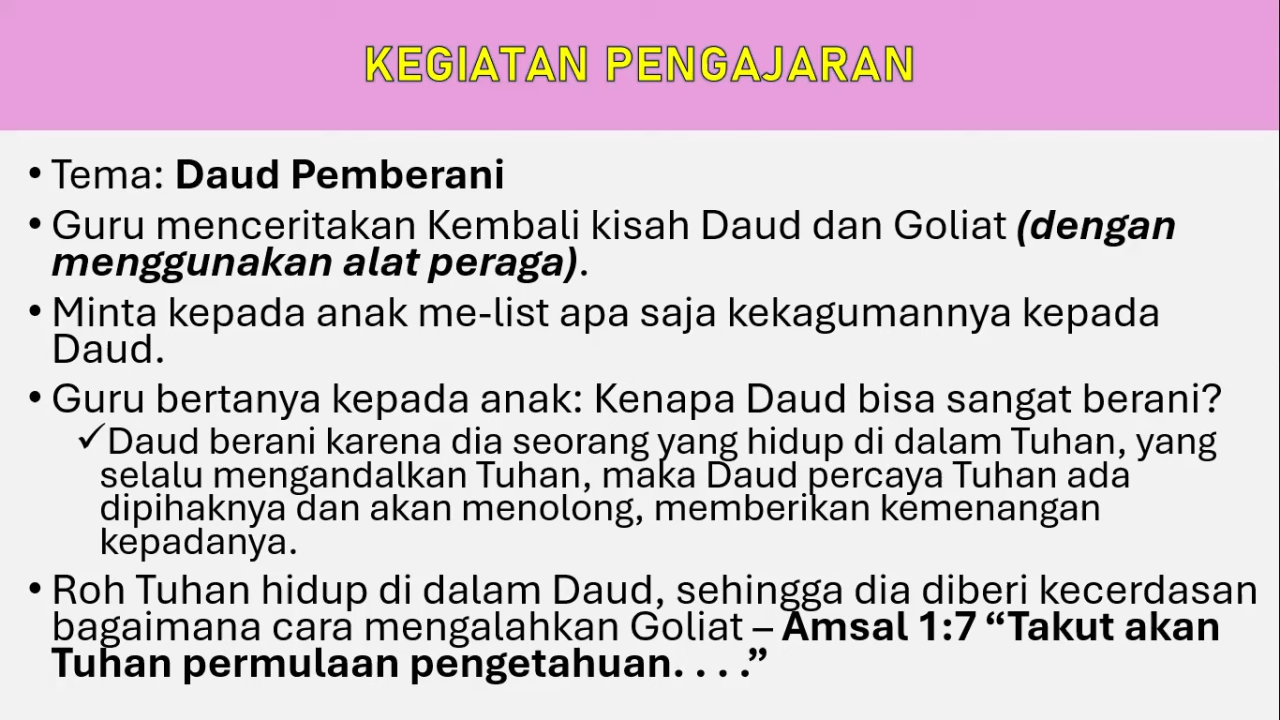 KEGIATAN PENGAJARAN
• Tema: Daud Pemberani
• Guru menceritakan Kembali kisah Daud dan Goliat (dengan
menggunakan alat peraga).
• Minta kepada anak me-list apa saja kekagumannya kepada
Daud.
• Guru bertanya kepada anak: Kenapa Daud bisa sangat berani?
✓Daud berani karena dia seorang yang hidup di dalam Tuhan, yang
selalu mengandalkan Tuhan, maka Daud percaya Tuhan ada
dipihaknya dan akan menolong, memberikan kemenangan
kepadanya.
• Roh Tuhan hidup di dalam Daud, sehingga dia diberi kecerdasan
bagaimana cara mengalahkan Goliat – Amsal 1:7 “Takut akan
Tuhan permulaan pengetahuan. . . .”